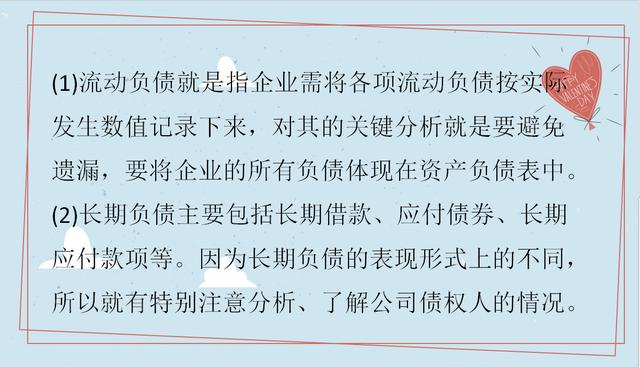 (1)流动负债就是指企业需将各项流动负债按实际
发生数值记录下来，对其的关键分析就是要避免
遗漏，要将企业的所有负债体现在资产负债表中。
(2)长期负债主要包括长期借款、应付债券、长期
应付款项等。因为长期负债的表现形式上的不同，
所以就有特别注意分析、了解公司债权人的情况。
VALENTINE'S
DAY